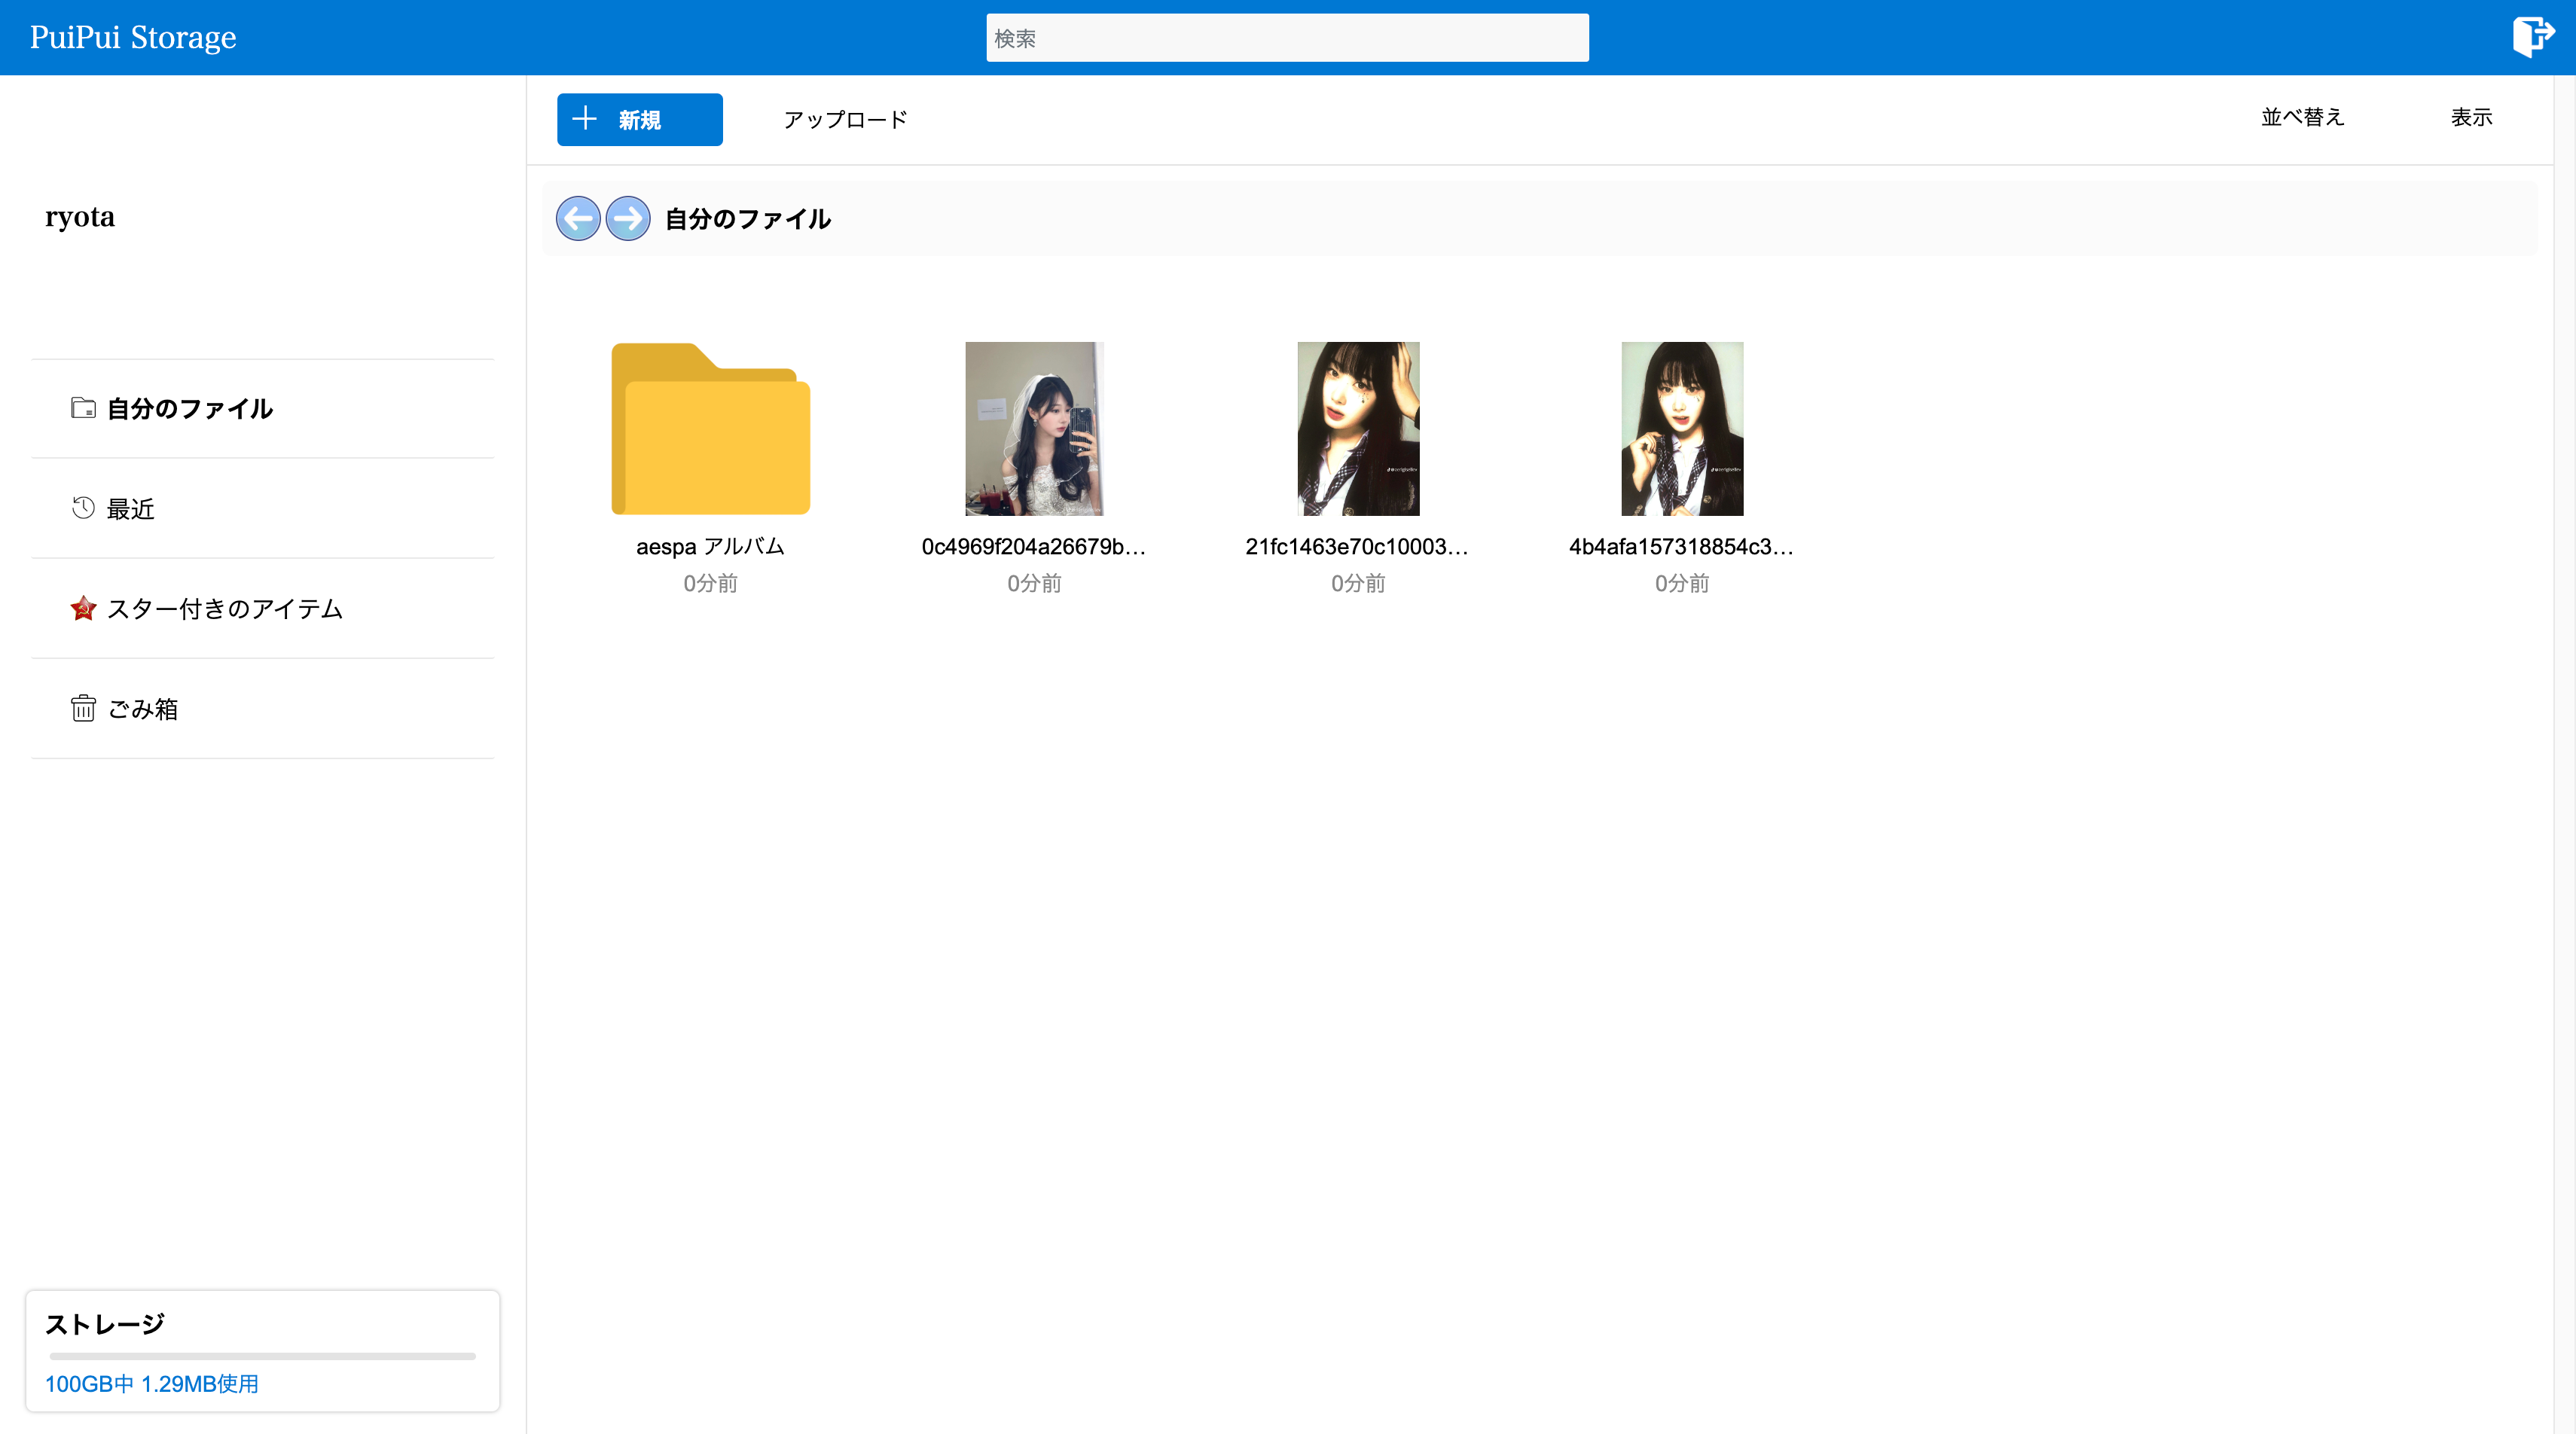 PuiPui Storage
検索
新規
アップロード
並べ替え
表示
ryota
自分のファイル
自分のファイル
最近
スター付きのアイテム
ごみ箱
aespa アルバム
0c4969f204a26679b...
21fc1463e70c10003...
4b4afa157318854c3...
0分前
0分前
0分前
0分前
ストレージ
100GB中 1.29MB使用